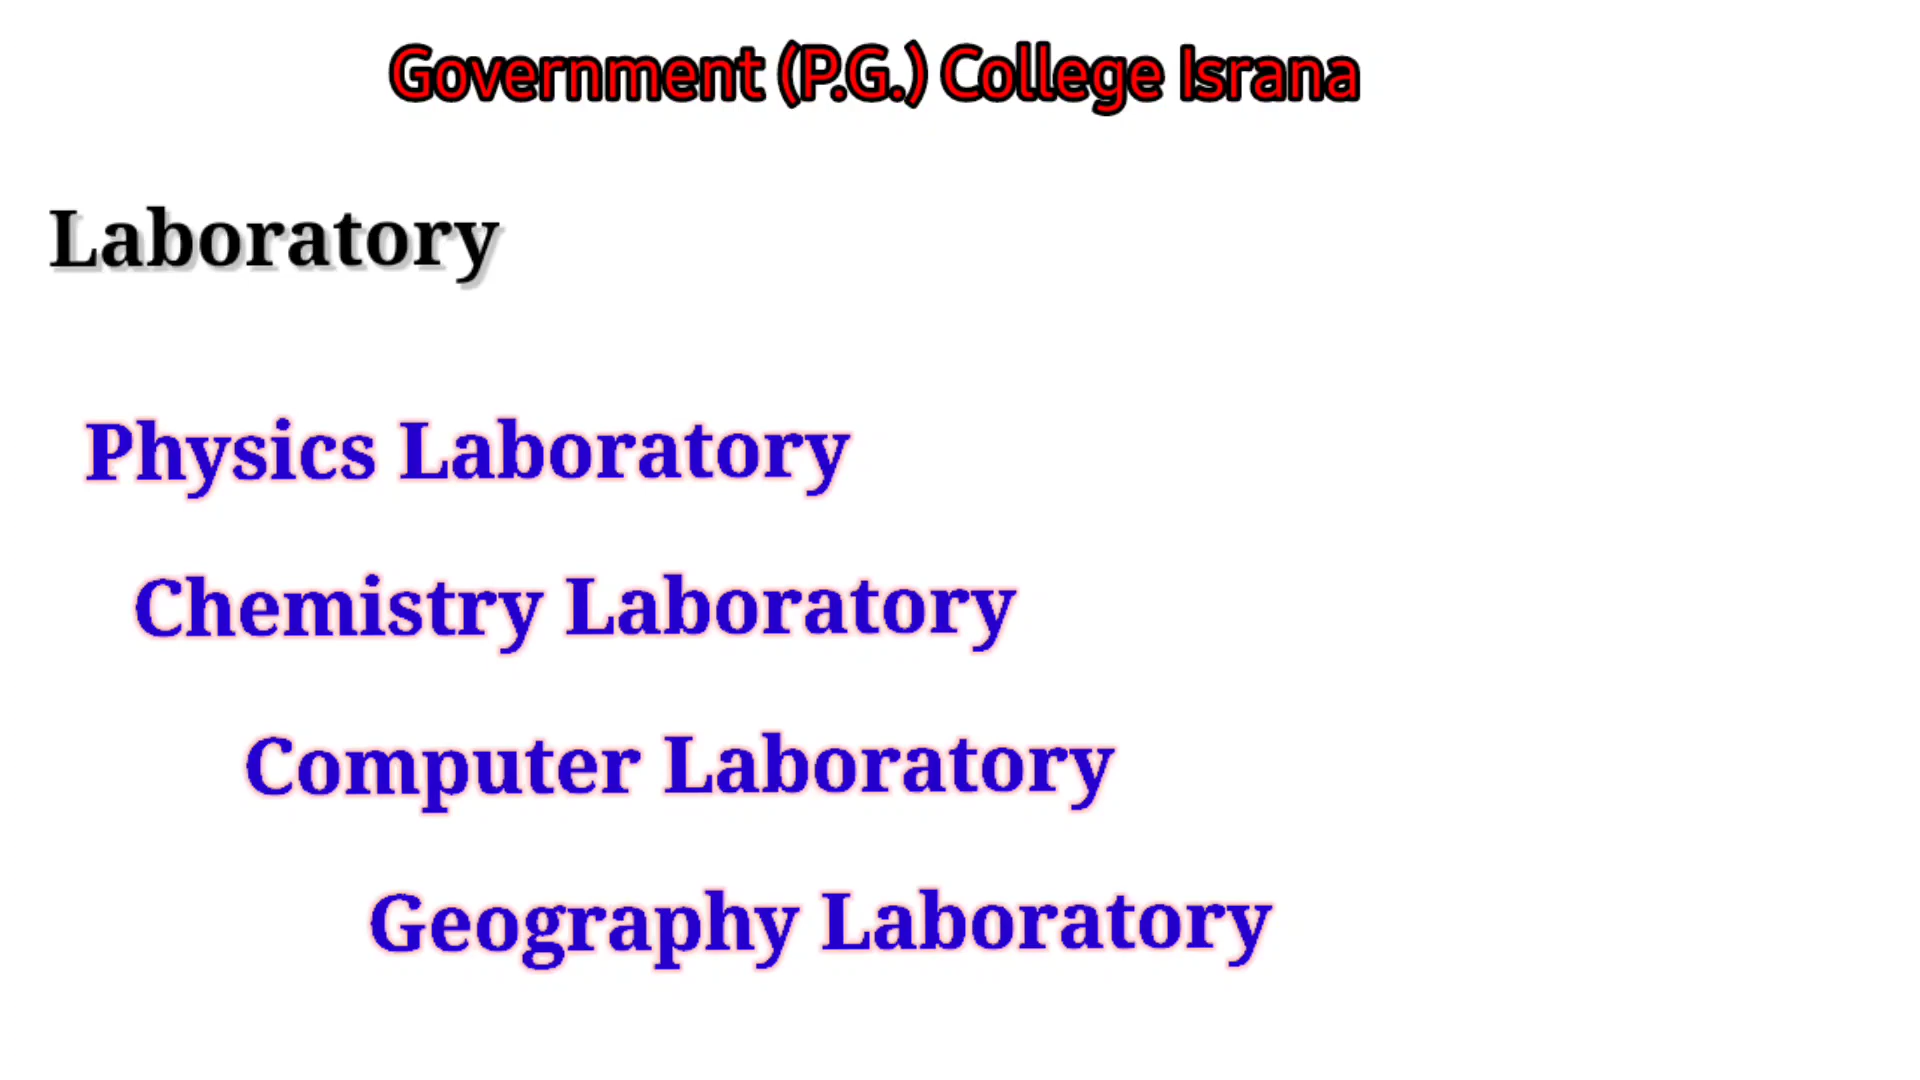 Government (P.G.) College Israna
Laboratory
Physics Laboratory
Chemistry Laboratory
Computer Laboratory
Geography Laboratory